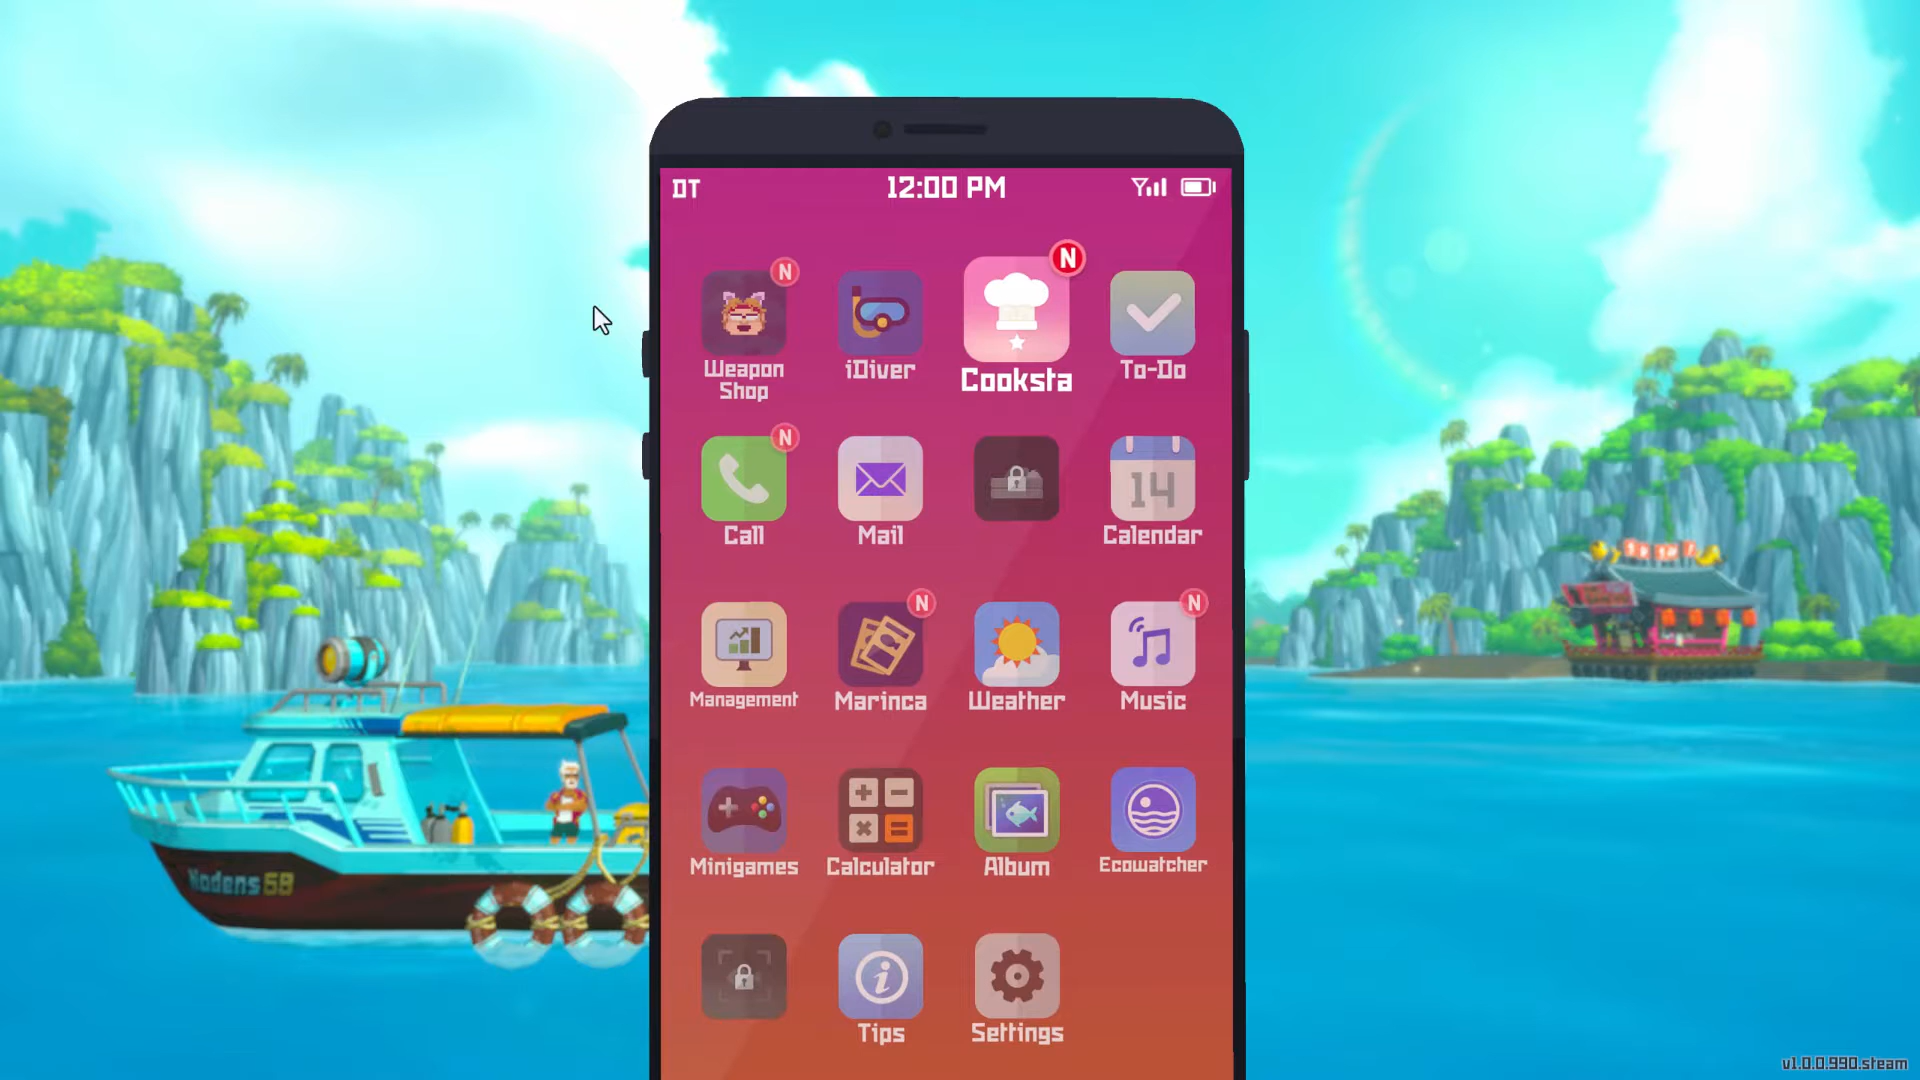 DT
12:00 PM
N
N
Weapon
Shop
iDiver
Cooksta
To-Do
N
14
Call
Mail
Calendar
N
N
Management
Marinca
Weather
Music
Minigames
Calculator
Album
Ecowatcher
Tips
Settings
Nodens68
v1.0.0.990.steam